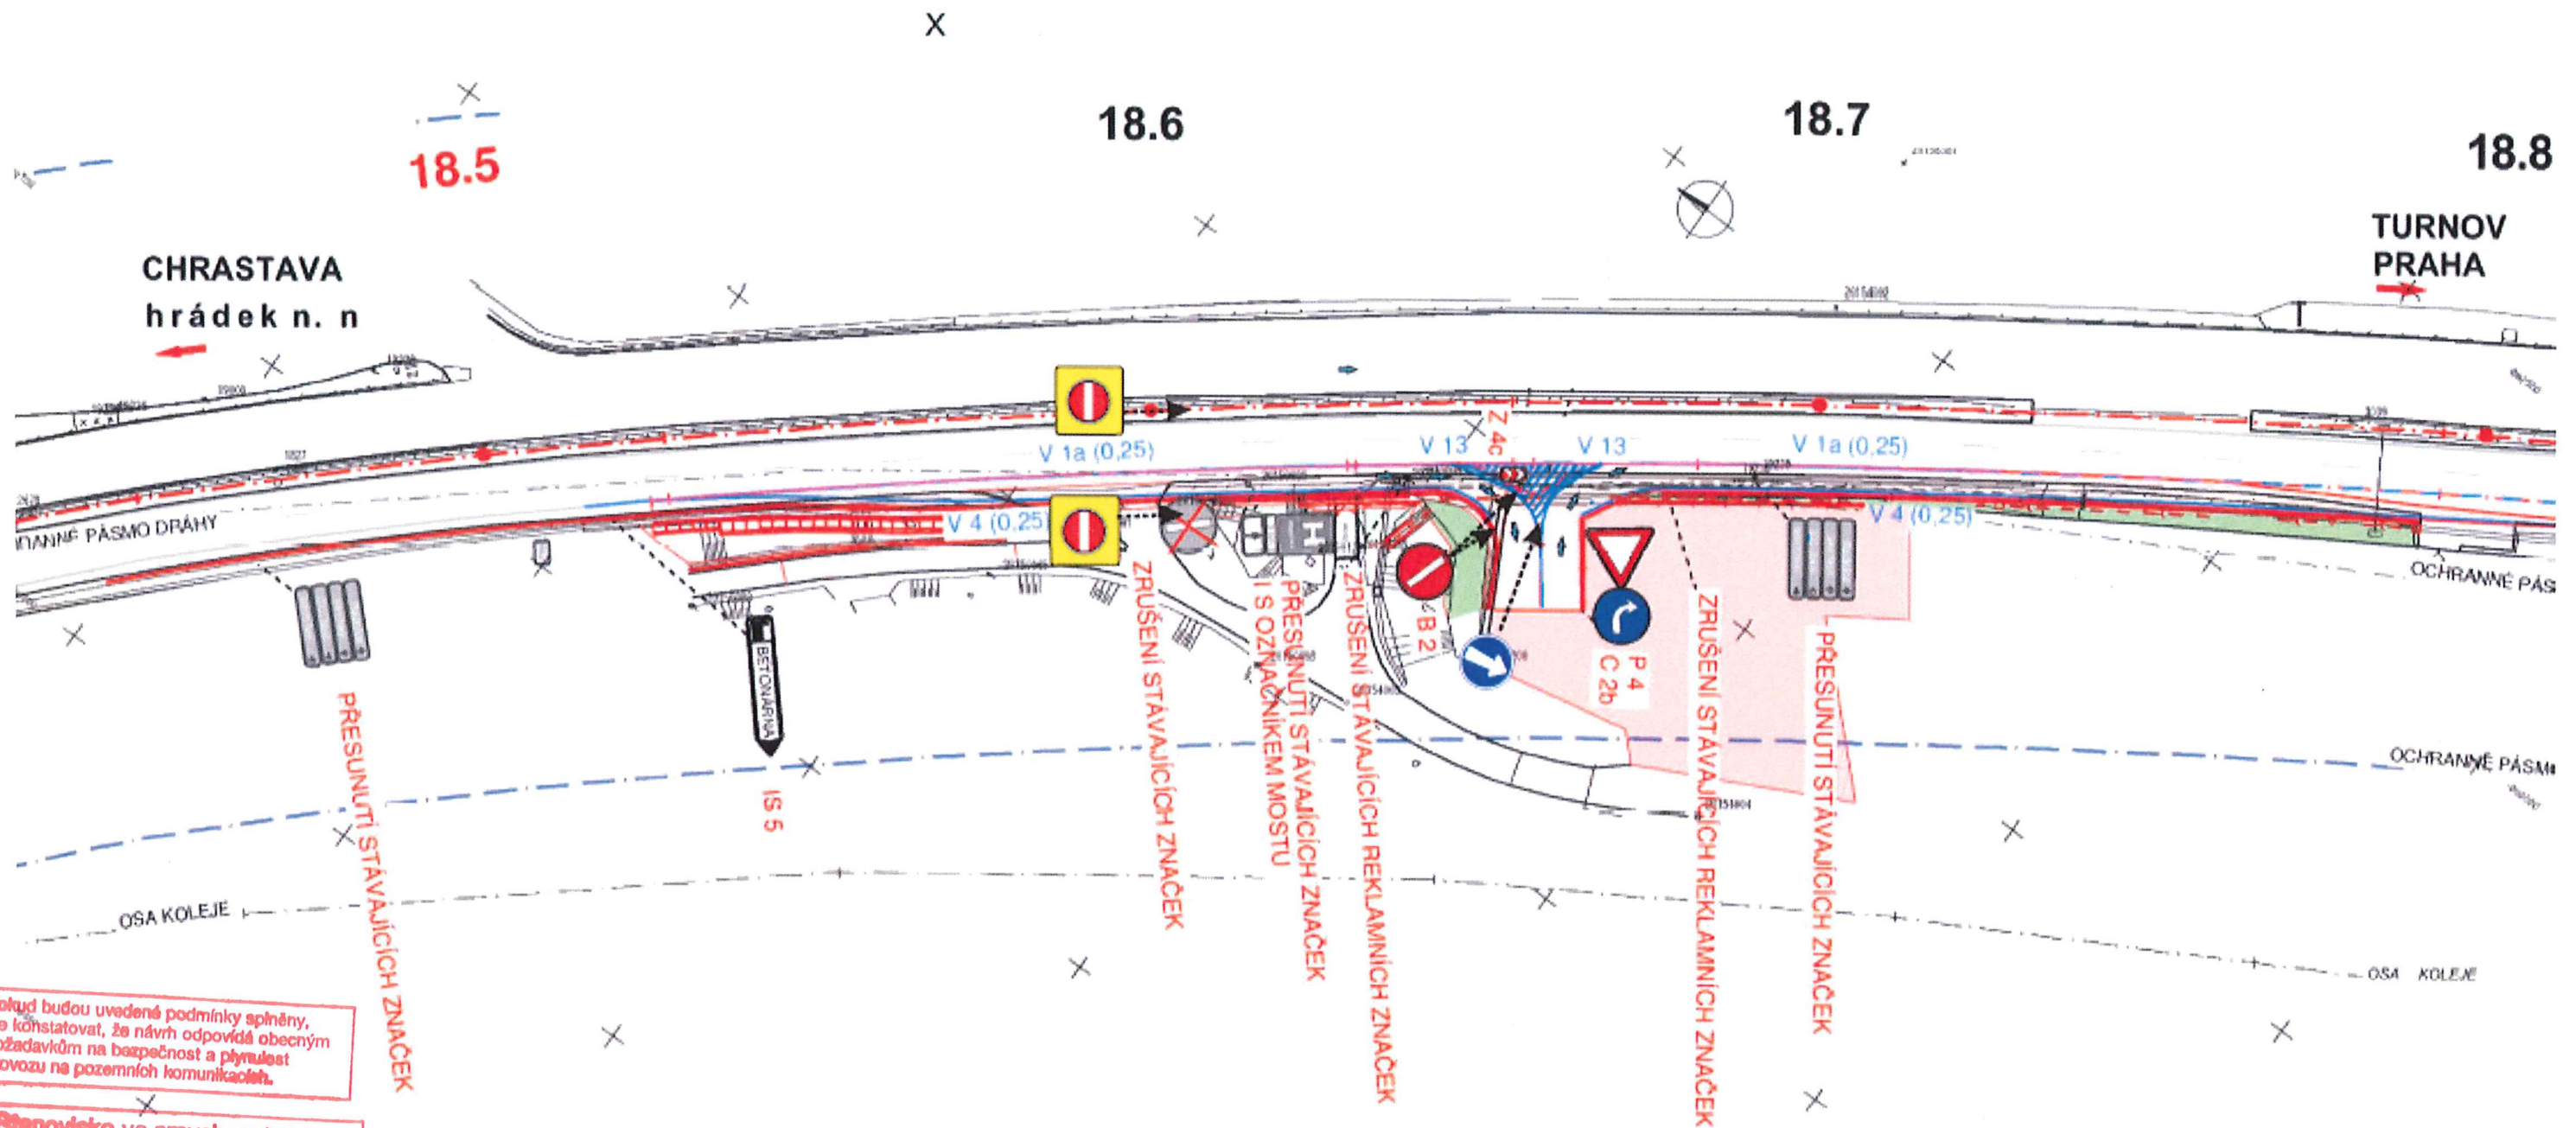 X
18.5
18.6
18.7
18.8
CHRASTAVA
hrádek n. n
TURNOV
PRAHA
V 1a (0,25)
V 13
Z 4c
V 13
V 1a (0,25)
V 4 (0,25)
V 4 (0,25)
PÁSMO DRÁHY
OCHRANNÉ PÁS
H
BETONÁRNA
IS 5
B 2
P 4
C 2b
PŘESUNUTÍ STÁVAJÍCÍCH ZNAČEK
ZRUŠENÍ STÁVAJÍCÍCH ZNAČEK
PŘESUNUTÍ STÁVAJÍCÍCH ZNAČEK
I S OZNAČNÍKEM MOSTU
ZRUŠENÍ STÁVAJÍCÍCH REKLAMNÍCH ZNAČEK
ZRUŠENÍ STÁVAJÍCÍCH REKLAMNÍCH ZNAČEK
PŘESUNUTÍ STÁVAJÍCÍCH ZNAČEK
OCHRANNÉ PÁSM
OSA KOLEJE
OSA KOLEJE
okud budou uvedené podmínky splněny,
e konstatovat, že návrh odpovídá obecným
ožadavkům na bezpečnost a plynulost
ovozu na pozemních komunikacích.